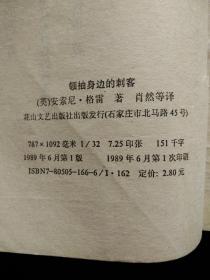 领袖身边的刺客
(英)安索尼·格雷 著 肖然等译
花山文艺出版社出版发行(石家庄市北马路45号)
787×1092毫米 1/32 7.25印张 151千字
1989年6月第1版 1989年6月第1次印刷
ISBN7-80505-166-6/I·162 定价:2.80元